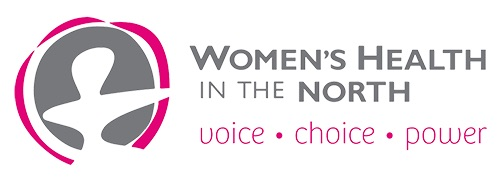 WOMEN'S HEALTH
IN THE NORTH
voice • choice • power